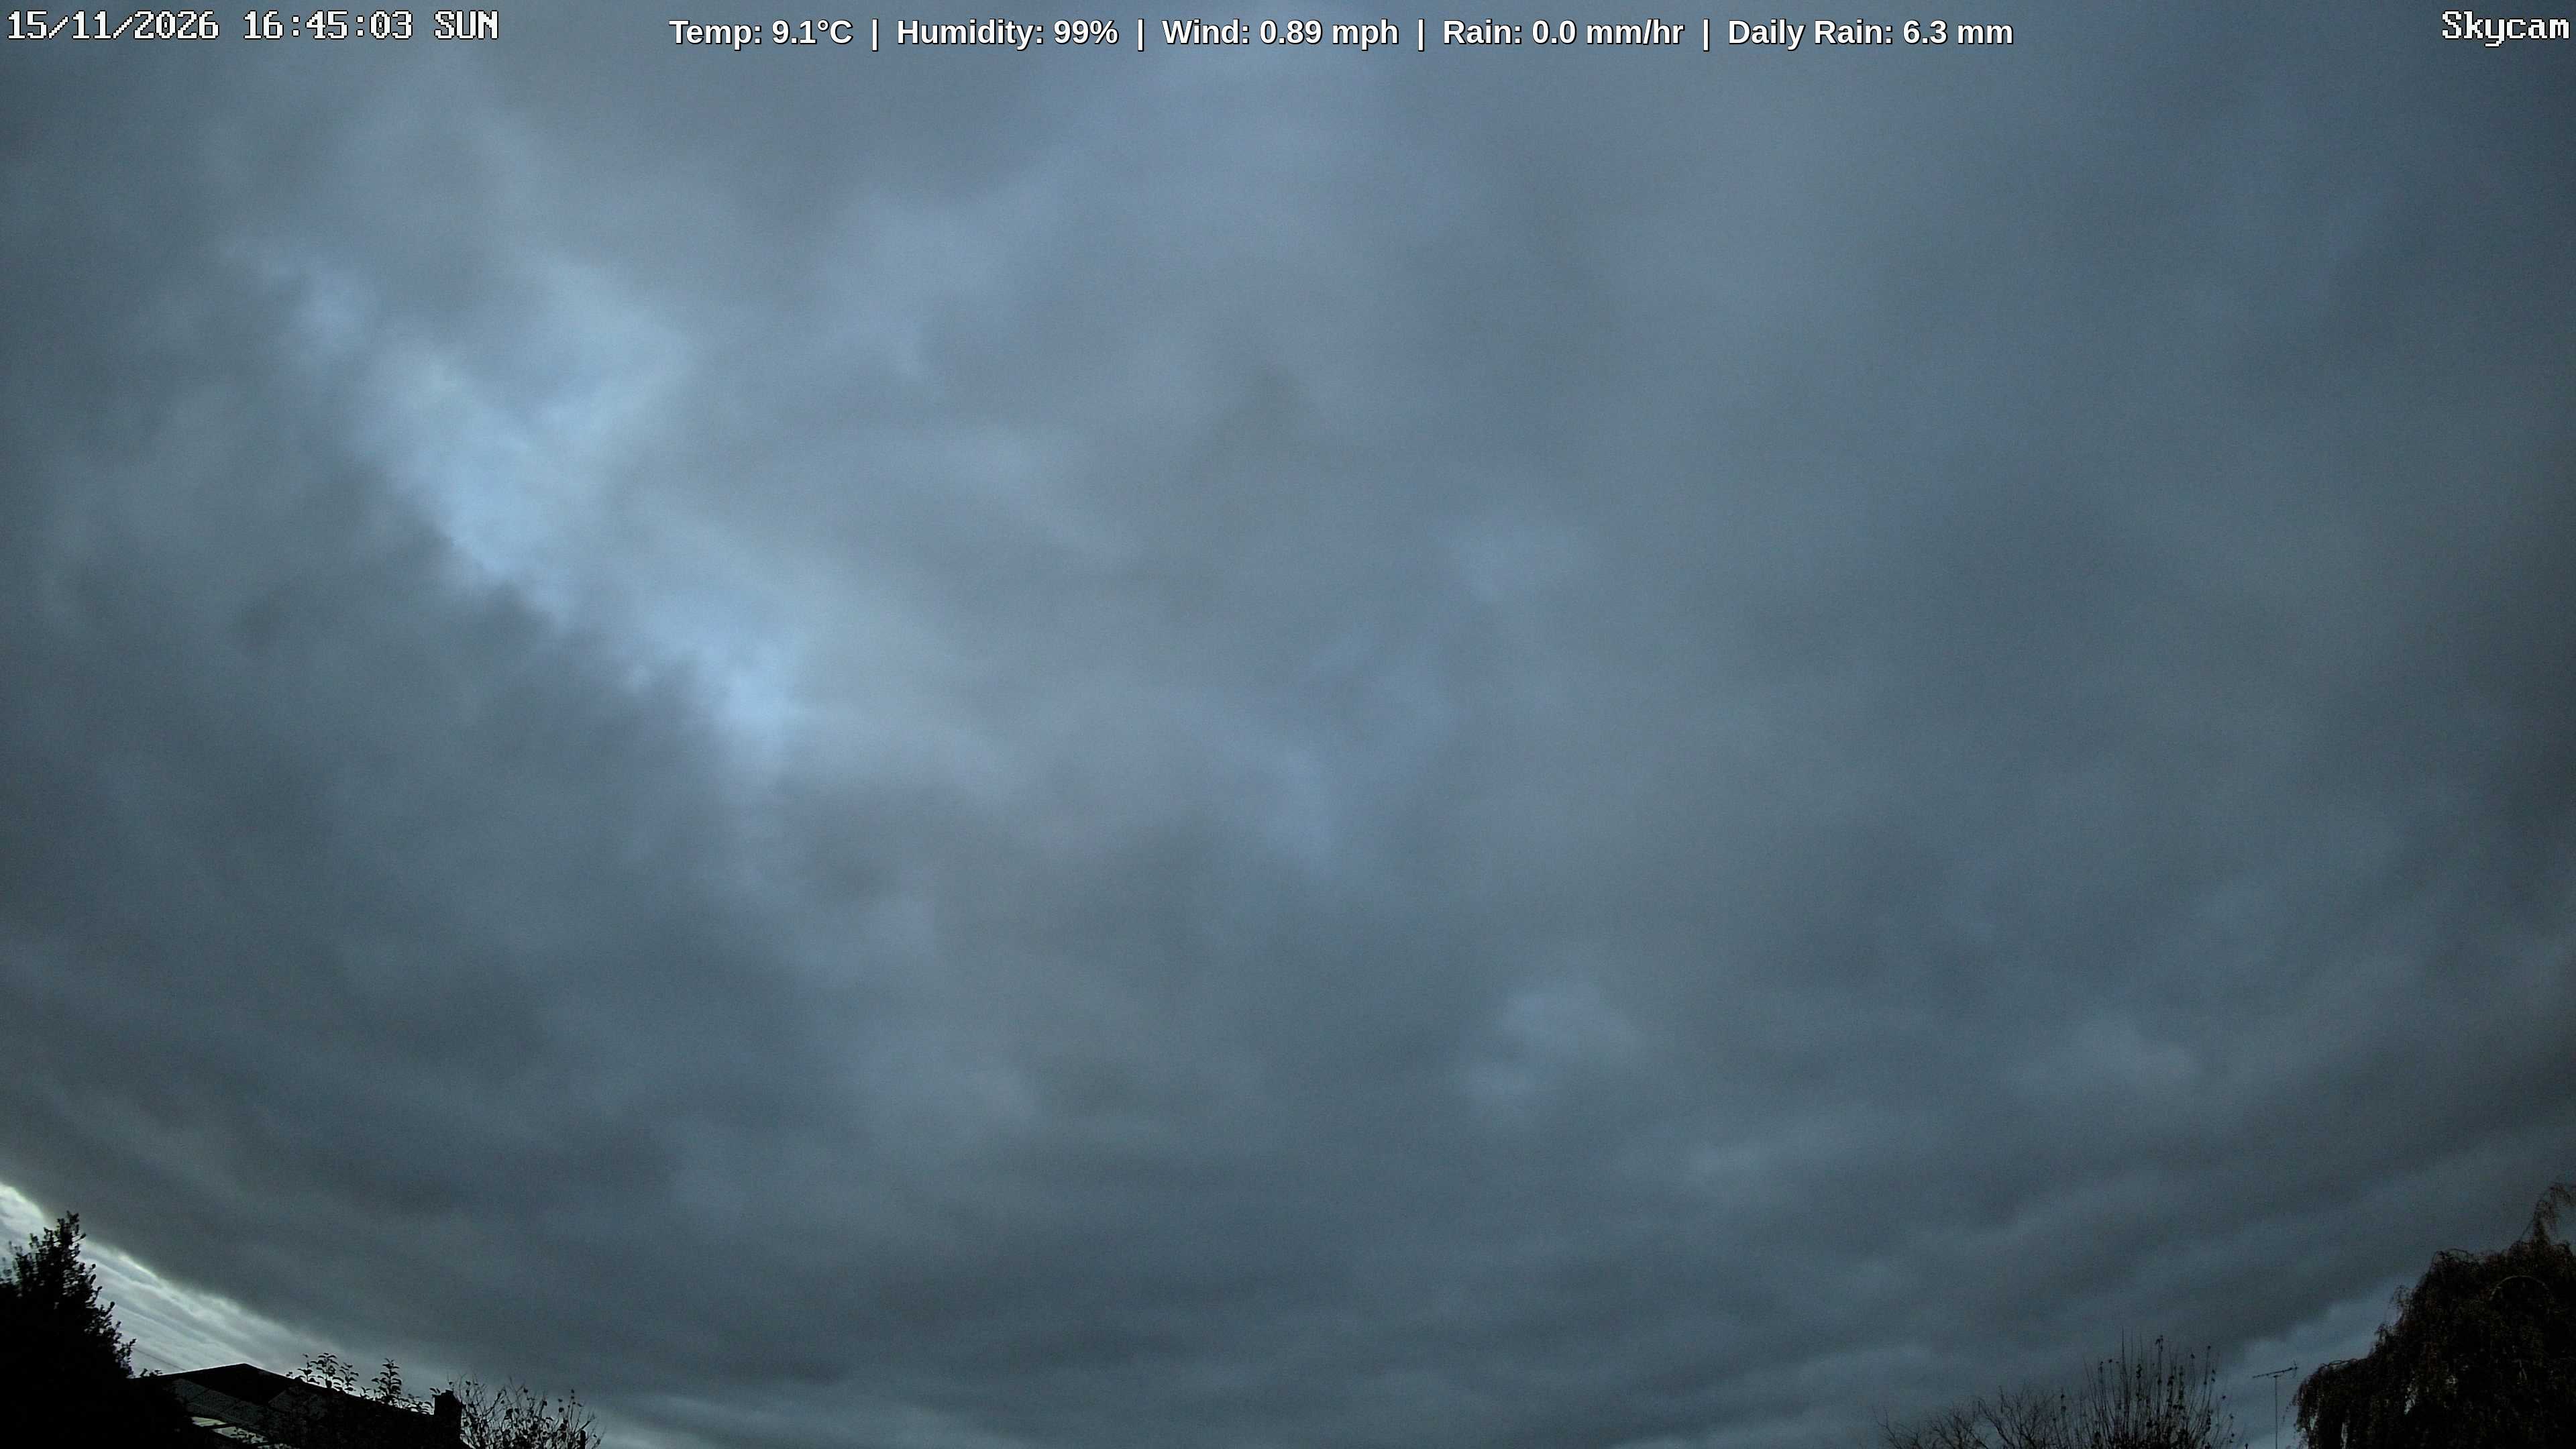 15/11/2026 16:45:03 SUN
Temp: 9.1°C | Humidity: 99% | Wind: 0.89 mph | Rain: 0.0 mm/hr | Daily Rain: 6.3 mm
Skycam